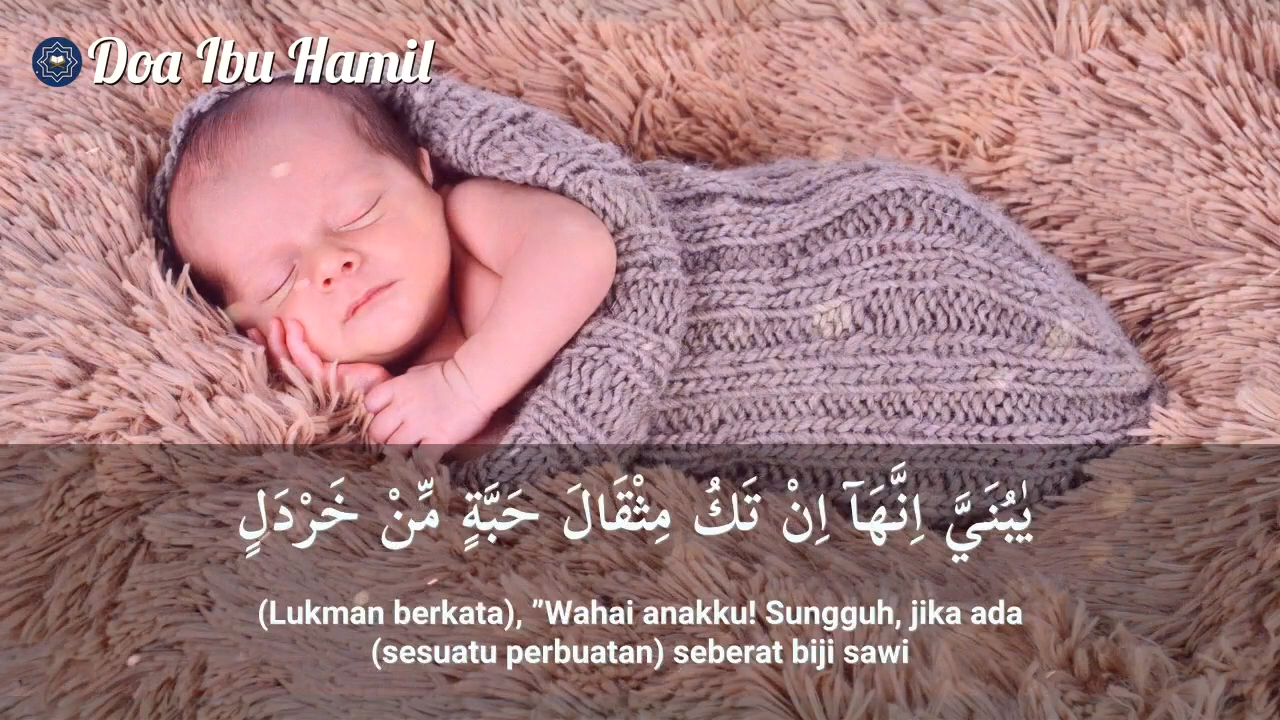 Doa Ibu Hamil
يٰبُنَيَّ اِنَّهَآ اِنْ تَكُ مِثْقَالَ حَبَّةٍ مِّنْ خَرْدَلٍ
(Lukman berkata), ”Wahai anakku! Sungguh, jika ada
(sesuatu perbuatan) seberat biji sawi